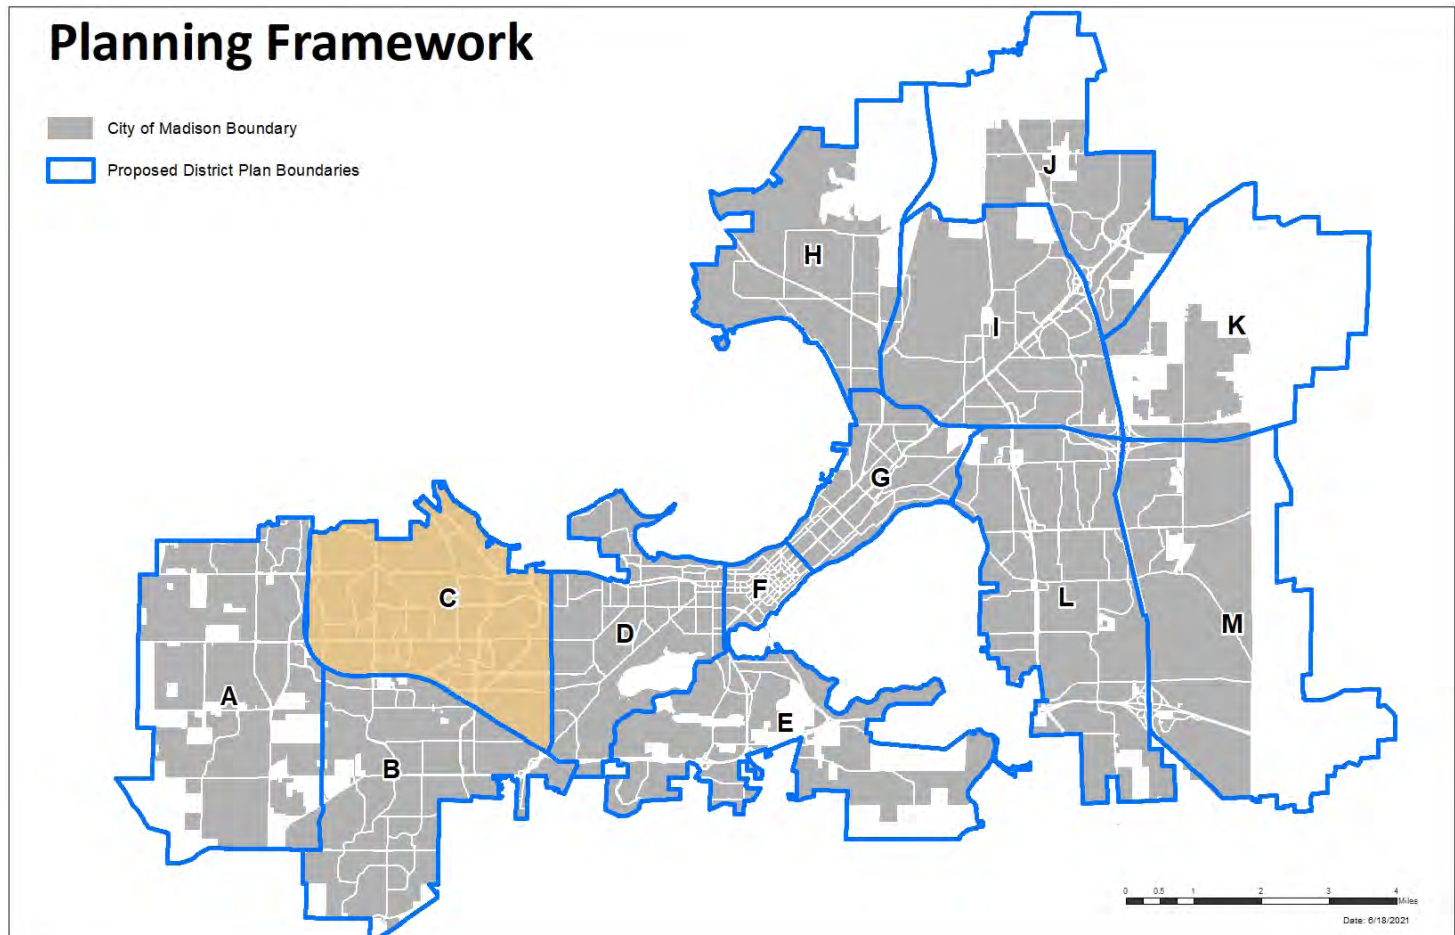 Planning Framework
City of Madison Boundary
Proposed District Plan Boundaries
J
H
I
K
G
C
F
D
L
M
A
E
B
0 0.5 1 2 3 4
Miles
Date: 6/18/2021